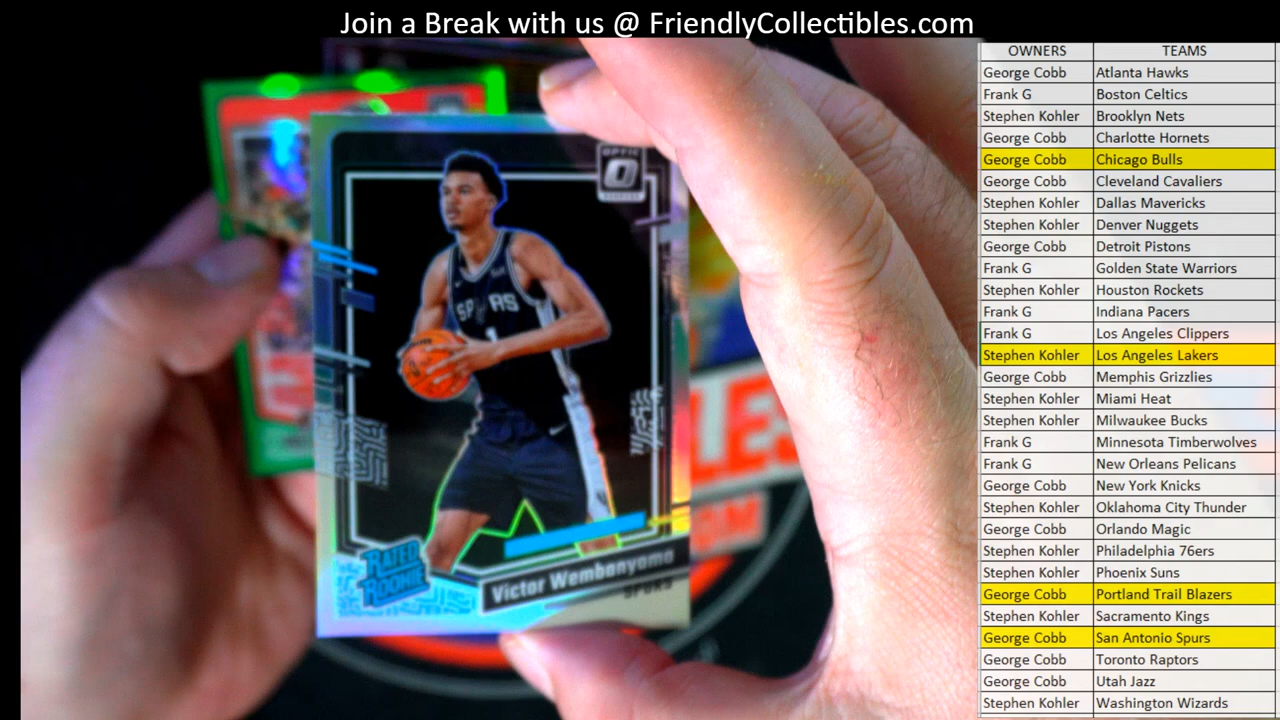 Join a Break with us @ FriendlyCollectibles.com
OWNERS TEAMS
George Cobb Atlanta Hawks
Frank G Boston Celtics
Stephen Kohler Brooklyn Nets
George Cobb Charlotte Hornets
George Cobb Chicago Bulls
George Cobb Cleveland Cavaliers
Stephen Kohler Dallas Mavericks
Stephen Kohler Denver Nuggets
George Cobb Detroit Pistons
Frank G Golden State Warriors
Stephen Kohler Houston Rockets
Frank G Indiana Pacers
Frank G Los Angeles Clippers
Stephen Kohler Los Angeles Lakers
George Cobb Memphis Grizzlies
Stephen Kohler Miami Heat
Stephen Kohler Milwaukee Bucks
Frank G Minnesota Timberwolves
Frank G New Orleans Pelicans
George Cobb New York Knicks
Stephen Kohler Oklahoma City Thunder
George Cobb Orlando Magic
Stephen Kohler Philadelphia 76ers
Stephen Kohler Phoenix Suns
George Cobb Portland Trail Blazers
Stephen Kohler Sacramento Kings
George Cobb San Antonio Spurs
George Cobb Toronto Raptors
George Cobb Utah Jazz
Stephen Kohler Washington Wizards
OPTIC
SPURS
1
RATED
ROOKIE
Victor Wembanyama
SPURS